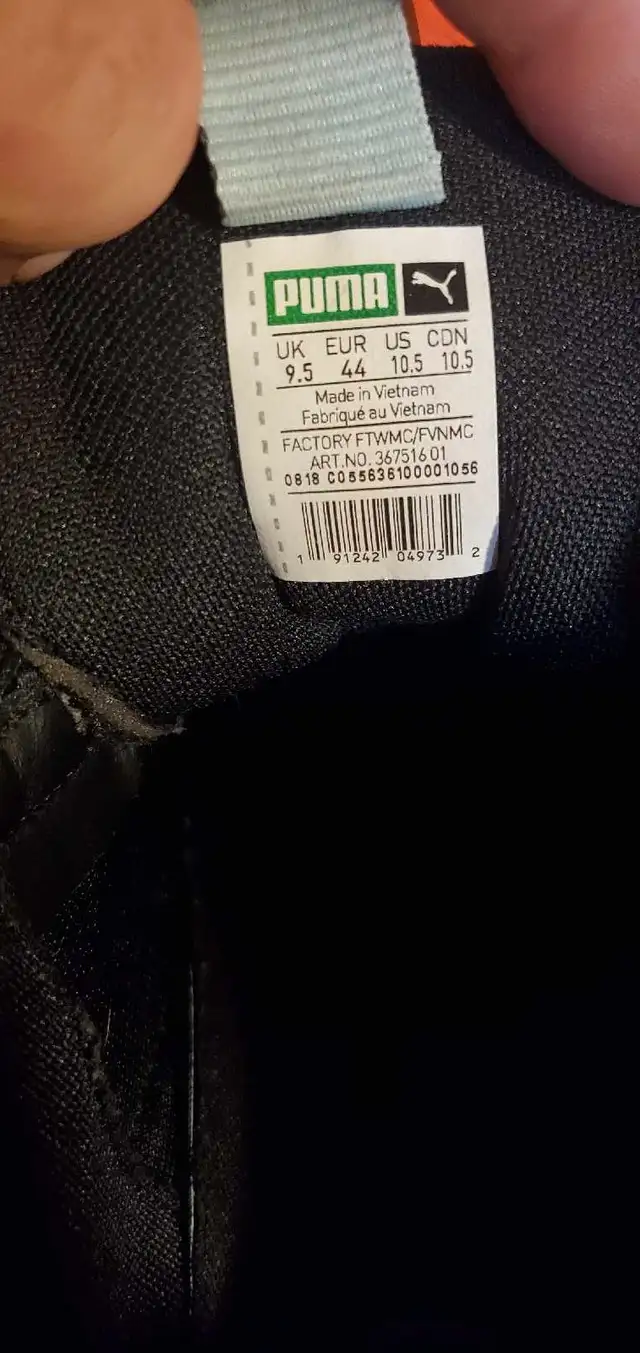 PUMA
UK EUR US CDN
9.5 44 10.5 10.5
Made in Vietnam
Fabriqué au Vietnam
FACTORY FTWMC/FVNMC
ART.NO. 367516 01
0818 C055636100001056
1 91242 04973 2